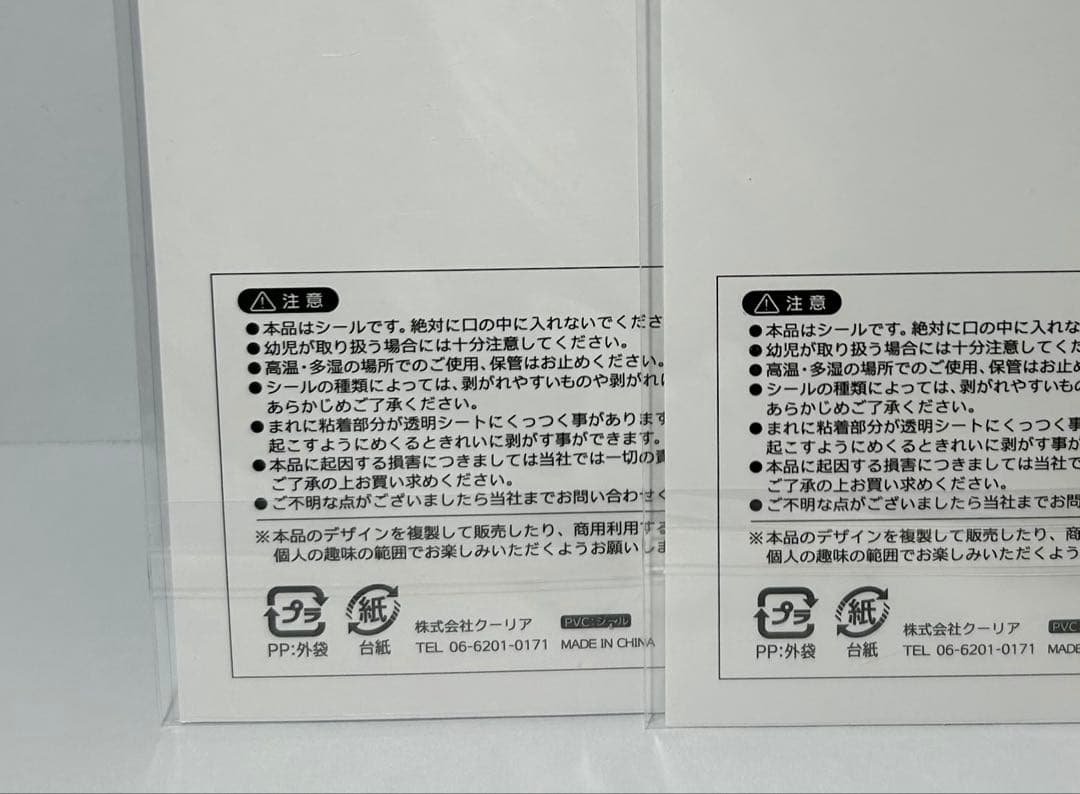 注意
●本品はシールです。絶対に口の中に入れないでくださ
●幼児が取り扱う場合には十分注意してください。
●高温・多湿の場所でのご使用、保管はお止めください。
●シールの種類によっては、剥がれやすいものや剥がれに
あらかじめご了承ください。
●まれに粘着部分が透明シートにくっつく事があります
起こすようにめくるときれいに剥がす事ができます。
●本品に起因する損害につきましては当社では一切の責
ご了承の上お買い求めください。
●ご不明な点がございましたら当社までお問い合わせく
※本品のデザインを複製して販売したり、商用利用する
個人の趣味の範囲でお楽しみいただくようお願いしま
プラ
紙
PP:外袋
台紙
株式会社クーリア
TEL 06-6201-0171
PVC:シール
MADE IN CHINA
注意
●本品はシールです。絶対に口の中に入れな
●幼児が取り扱う場合には十分注意してくだ
●高温・多湿の場所でのご使用、保管はお止め
●シールの種類によっては、剥がれやすいもの
あらかじめご了承ください。
●まれに粘着部分が透明シートにくっつく事
起こすようにめくるときれいに剥がす事が
●本品に起因する損害につきましては当社で
ご了承の上お買い求めください。
●ご不明な点がございましたら当社までお問
※本品のデザインを複製して販売したり、商
個人の趣味の範囲でお楽しみいただくよう
プラ
紙
PP:外袋
台紙
株式会社クーリア
TEL 06-6201-0171
PVC
MADE